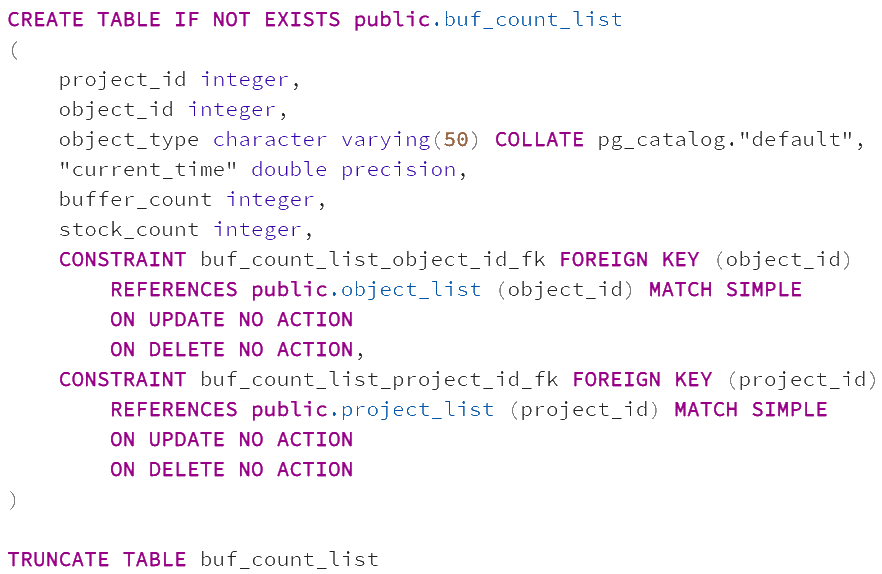 CREATE TABLE IF NOT EXISTS public.buf_count_list
(
    project_id integer,
    object_id integer,
    object_type character varying(50) COLLATE pg_catalog."default",
    "current_time" double precision,
    buffer_count integer,
    stock_count integer,
    CONSTRAINT buf_count_list_object_id_fk FOREIGN KEY (object_id)
        REFERENCES public.object_list (object_id) MATCH SIMPLE
        ON UPDATE NO ACTION
        ON DELETE NO ACTION,
    CONSTRAINT buf_count_list_project_id_fk FOREIGN KEY (project_id)
        REFERENCES public.project_list (project_id) MATCH SIMPLE
        ON UPDATE NO ACTION
        ON DELETE NO ACTION
)

TRUNCATE TABLE buf_count_list